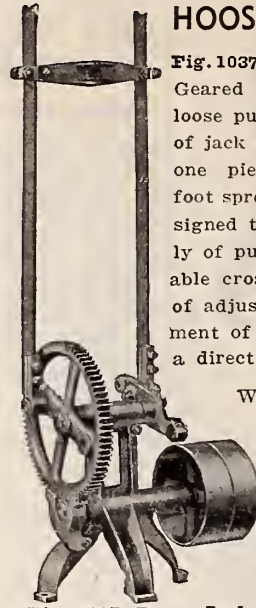 HOOS
Fig. 1037
Geared
loose pu
of jack
one pie
foot spre
signed t
ly of pu
able cros
of adjus
ment of
a direct
W